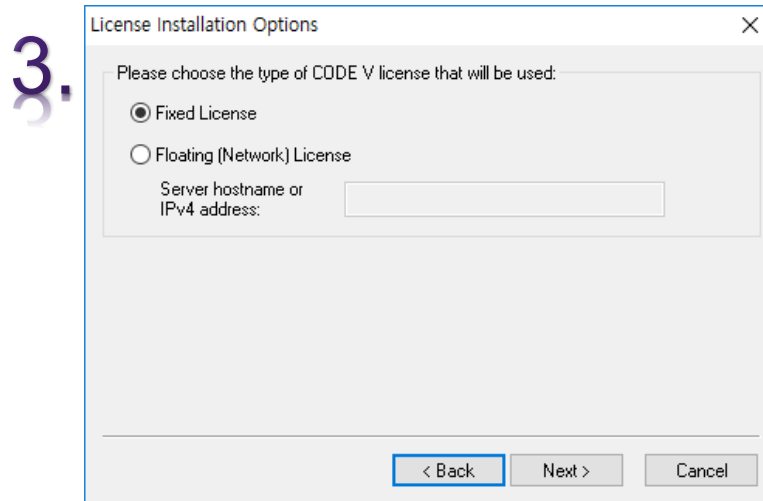 3.
License Installation Options
Please choose the type of CODE V license that will be used:
Fixed License
Floating (Network) License
Server hostname or
IPv4 address:
< Back
Next >
Cancel